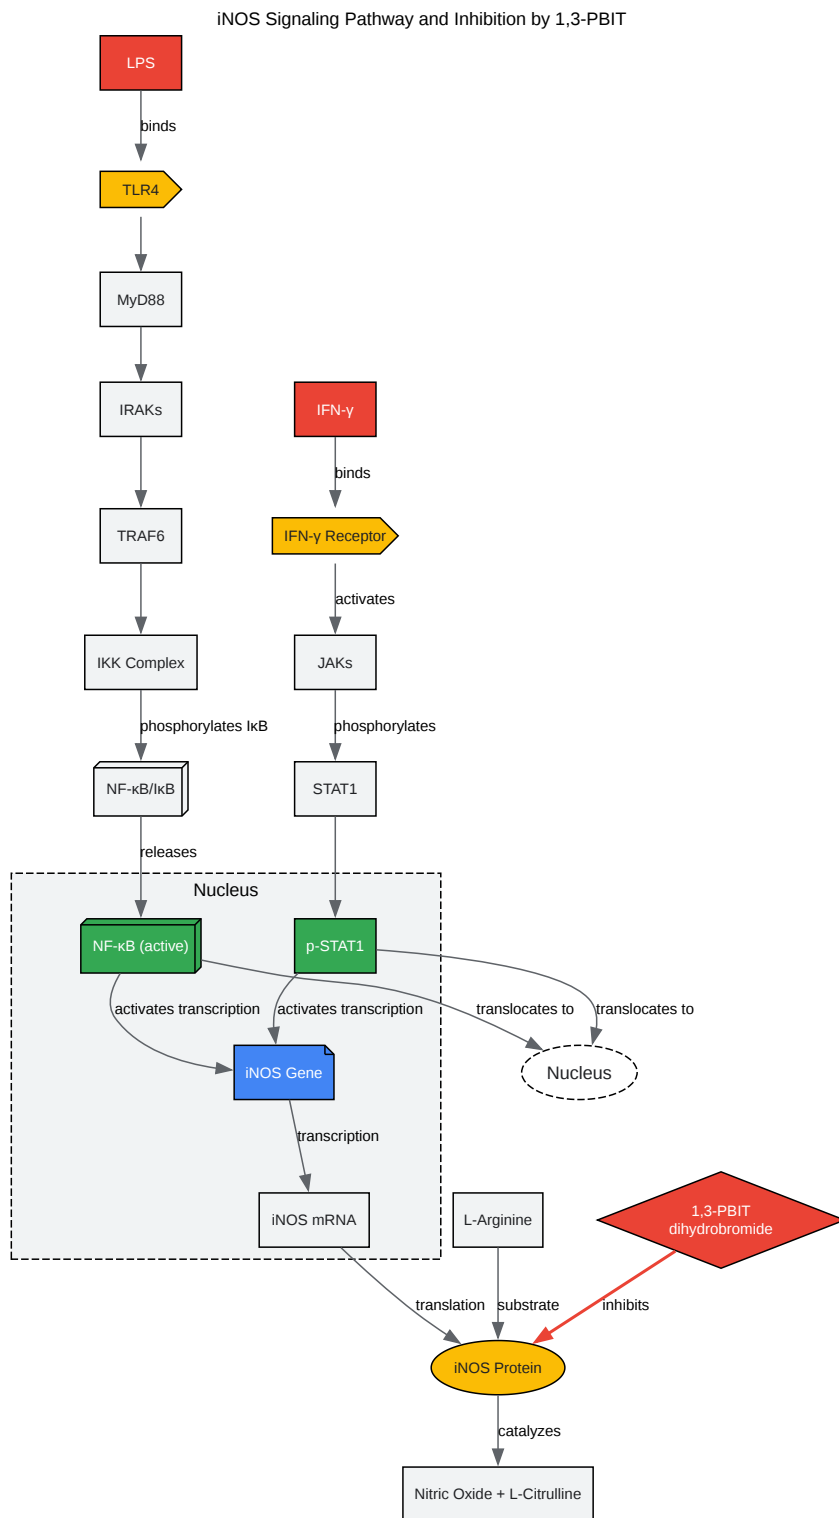 iNOS Signaling Pathway and Inhibition by 1,3-PBIT
LPS
binds
TLR4
MyD88
IRAKs
IFN-γ
binds
TRAF6
IFN-γ Receptor
activates
IKK Complex
JAKs
phosphorylates IκB
phosphorylates
NF-κB/IκB
STAT1
releases
Nucleus
NF-κB (active)
p-STAT1
activates transcription
activates transcription
translocates to
translocates to
iNOS Gene
Nucleus
transcription
iNOS mRNA
L-Arginine
1,3-PBIT
dihydrobromide
translation
substrate
inhibits
iNOS Protein
catalyzes
Nitric Oxide + L-Citrulline